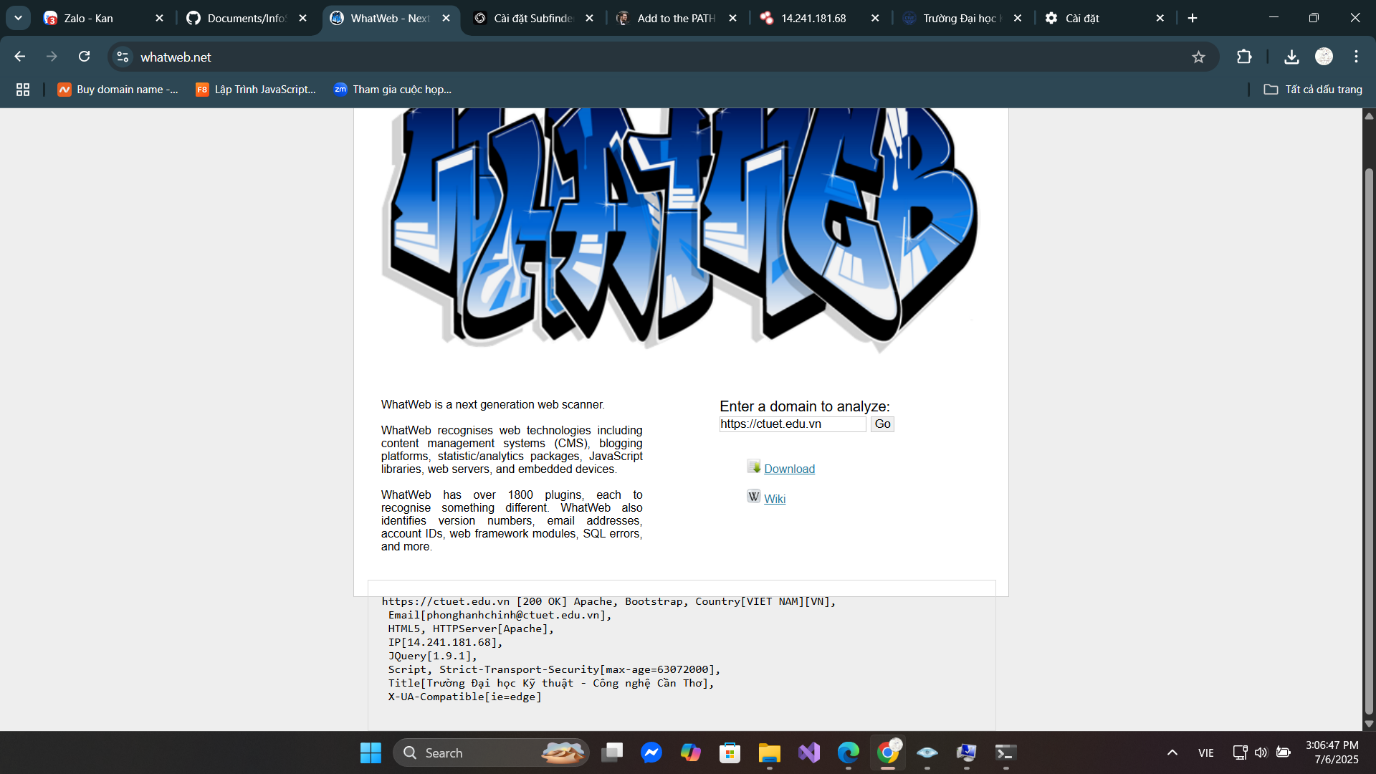 Zalo - Kan
Documents/Info
WhatWeb - Next
Cài đặt Subfinde
Add to the PATH
14.241.181.68
Trường Đại học
Cài đặt
whatweb.net
Buy domain name -...
F8
Lập Trình JavaScript...
zm
Tham gia cuộc họp...
Tất cả dấu trang
WHATWEB
WhatWeb is a next generation web scanner.
WhatWeb recognises web technologies including
content management systems (CMS), blogging
platforms, statistic/analytics packages, JavaScript
libraries, web servers, and embedded devices.
WhatWeb has over 1800 plugins, each to
recognise something different. WhatWeb also
identifies version numbers, email addresses,
account IDs, web framework modules, SQL errors,
and more.
Enter a domain to analyze:
https://ctuet.edu.vn Go
Download
W Wiki
https://ctuet.edu.vn [200 OK] Apache, Bootstrap, Country[VIET NAM][VN],
Email[phonghanhchinh@ctuet.edu.vn],
HTML5, HTTPServer[Apache],
IP[14.241.181.68],
JQuery[1.9.1],
Script, Strict-Transport-Security[max-age=63072000],
Title[Trường Đại học Kỹ thuật - Công nghệ Cần Thơ],
X-UA-Compatible[ie=edge]
Search
VIE
3:06:47 PM
7/6/2025